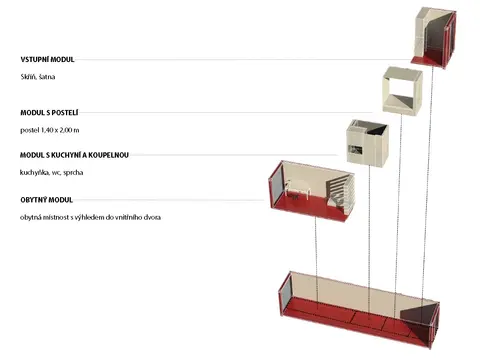 VSTUPNÍ MODUL
Skříň, šatna
MODUL S POSTELÍ
postel 1,40 x 2,00 m
MODUL S KUCHYNÍ A KOUPELNOU
kuchyňka, wc, sprcha
OBYTNÝ MODUL
obytná místnost s výhledem do vnitřního dvora